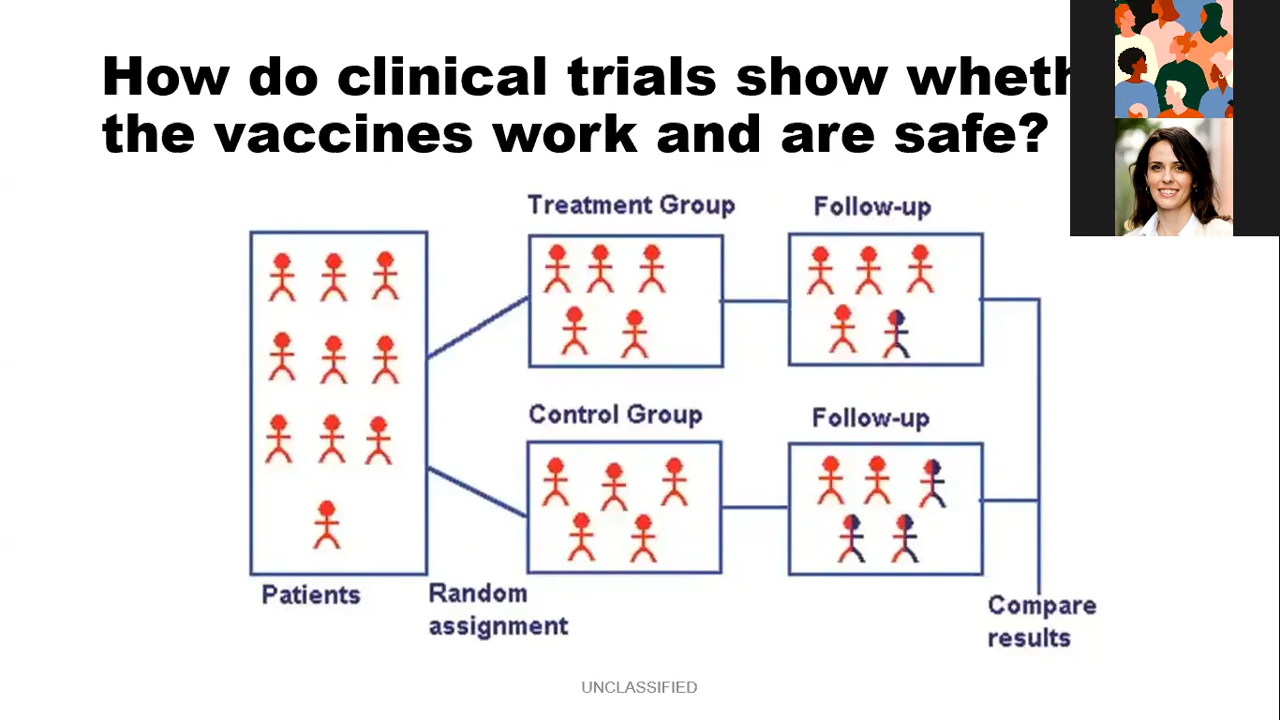 How do clinical trials show wheth
the vaccines work and are safe?
Treatment Group
Follow-up
Control Group
Follow-up
Patients
Random
assignment
Compare
results
UNCLASSIFIED